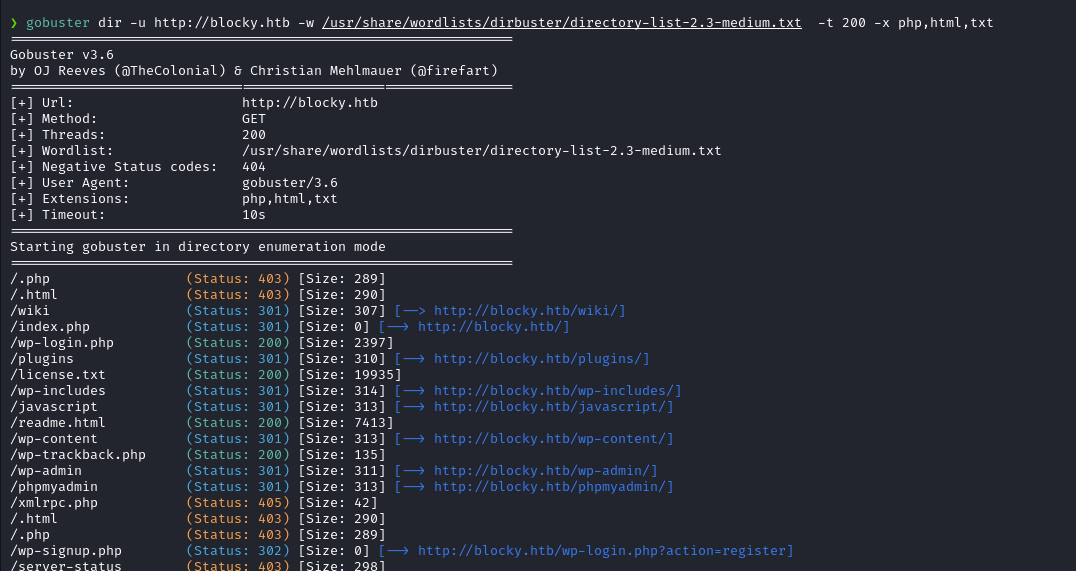 ❯ gobuster dir -u http://blocky.htb -w /usr/share/wordlists/dirbuster/directory-list-2.3-medium.txt  -t 200 -x php,html,txt
===============================================================
Gobuster v3.6
by OJ Reeves (@TheColonial) & Christian Mehlmauer (@firefart)
===============================================================
[+] Url:                     http://blocky.htb
[+] Method:                  GET
[+] Threads:                 200
[+] Wordlist:                /usr/share/wordlists/dirbuster/directory-list-2.3-medium.txt
[+] Negative Status codes:   404
[+] User Agent:              gobuster/3.6
[+] Extensions:              php,html,txt
[+] Timeout:                 10s
===============================================================
Starting gobuster in directory enumeration mode
===============================================================
/.php                 (Status: 403) [Size: 289]
/.html                (Status: 403) [Size: 290]
/wiki                 (Status: 301) [Size: 307] [--> http://blocky.htb/wiki/]
/index.php            (Status: 301) [Size: 0] [--> http://blocky.htb/]
/wp-login.php         (Status: 200) [Size: 2397]
/plugins              (Status: 301) [Size: 310] [--> http://blocky.htb/plugins/]
/license.txt          (Status: 200) [Size: 19935]
/wp-includes          (Status: 301) [Size: 314] [--> http://blocky.htb/wp-includes/]
/javascript           (Status: 301) [Size: 313] [--> http://blocky.htb/javascript/]
/readme.html          (Status: 200) [Size: 7413]
/wp-content           (Status: 301) [Size: 313] [--> http://blocky.htb/wp-content/]
/wp-trackback.php     (Status: 200) [Size: 135]
/wp-admin             (Status: 301) [Size: 311] [--> http://blocky.htb/wp-admin/]
/phpmyadmin           (Status: 301) [Size: 313] [--> http://blocky.htb/phpmyadmin/]
/xmlrpc.php           (Status: 405) [Size: 42]
/.html                (Status: 403) [Size: 290]
/.php                 (Status: 403) [Size: 289]
/wp-signup.php        (Status: 302) [Size: 0] [--> http://blocky.htb/wp-login.php?action=register]
/server-status        (Status: 403) [Size: 298]